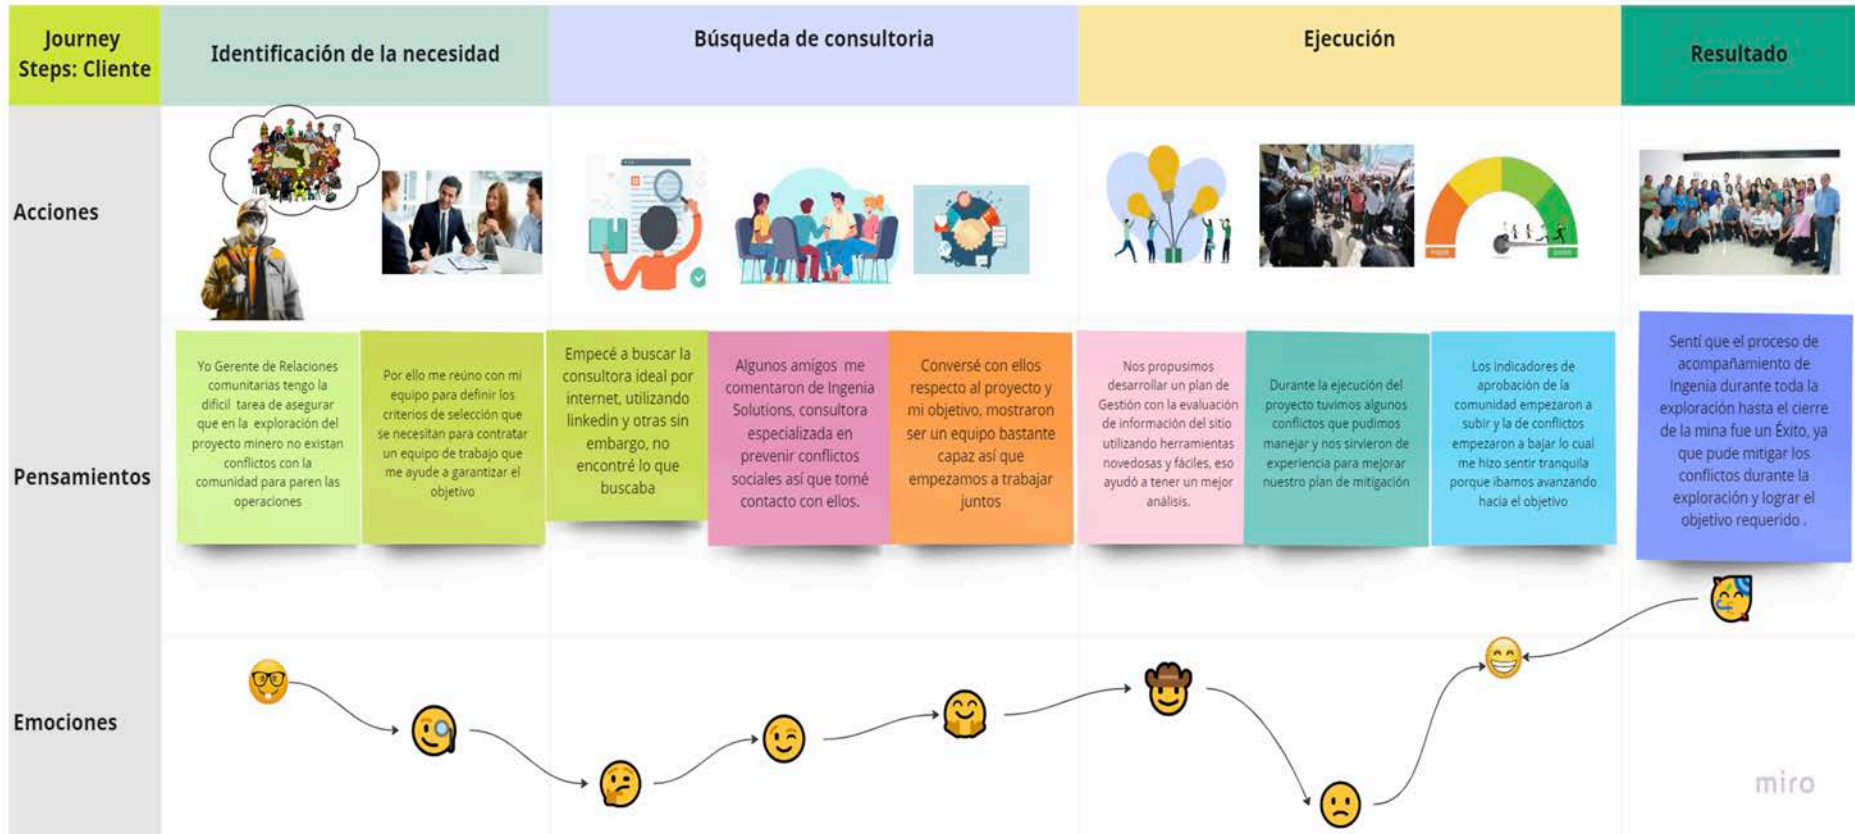 Journey
Steps: Cliente
Identificación de la necesidad
Búsqueda de consultoria
Ejecución
Resultado
Acciones
Pensamientos
Yo Gerente de Relaciones
comunitarias tengo la
dificil tarea de asegurar
que en la exploración del
proyecto minero no existan
conflictos con la
comunidad para paren las
operaciones
Por ello me reúno con mi
equipo para definir los
criterios de selección que
se necesitan para contratar
un equipo de trabajo que
me ayude a garantizar el
objetivo
Empecé a buscar la
consultora ideal por
internet, utilizando
linkedin y otras sin
embargo, no
encontré lo que
buscaba
Algunos amigos me
comentaron de Ingenia
Solutions, consultora
especializada en
prevenir conflictos
sociales así que tomé
contacto con ellos.
Conversé con ellos
respecto al proyecto y
mi objetivo, mostraron
ser un equipo bastante
capaz así que
empezamos a trabajar
juntos
Nos propusimos
desarrollar un plan de
Gestión con la evaluación
de información del sitio
utilizando herramientas
novedosas y fáciles, eso
ayudó a tener un mejor
análisis.
Durante la ejecución del
proyecto tuvimos algunos
conflictos que pudimos
manejar y nos sirvieron de
experiencia para mejorar
nuestro plan de mitigación
Los indicadores de
aprobación de la
comunidad empezaron a
subir y la de conflictos
empezaron a bajar lo cual
me hizo sentir tranquila
porque ibamos avanzando
hacia el objetivo
Sentí que el proceso de
acompañamiento de
Ingenia durante toda la
exploración hasta el cierre
de la mina fue un Éxito, ya
que pude mitigar los
conflictos durante la
exploración y lograr el
objetivo requerido .
Emociones
miro